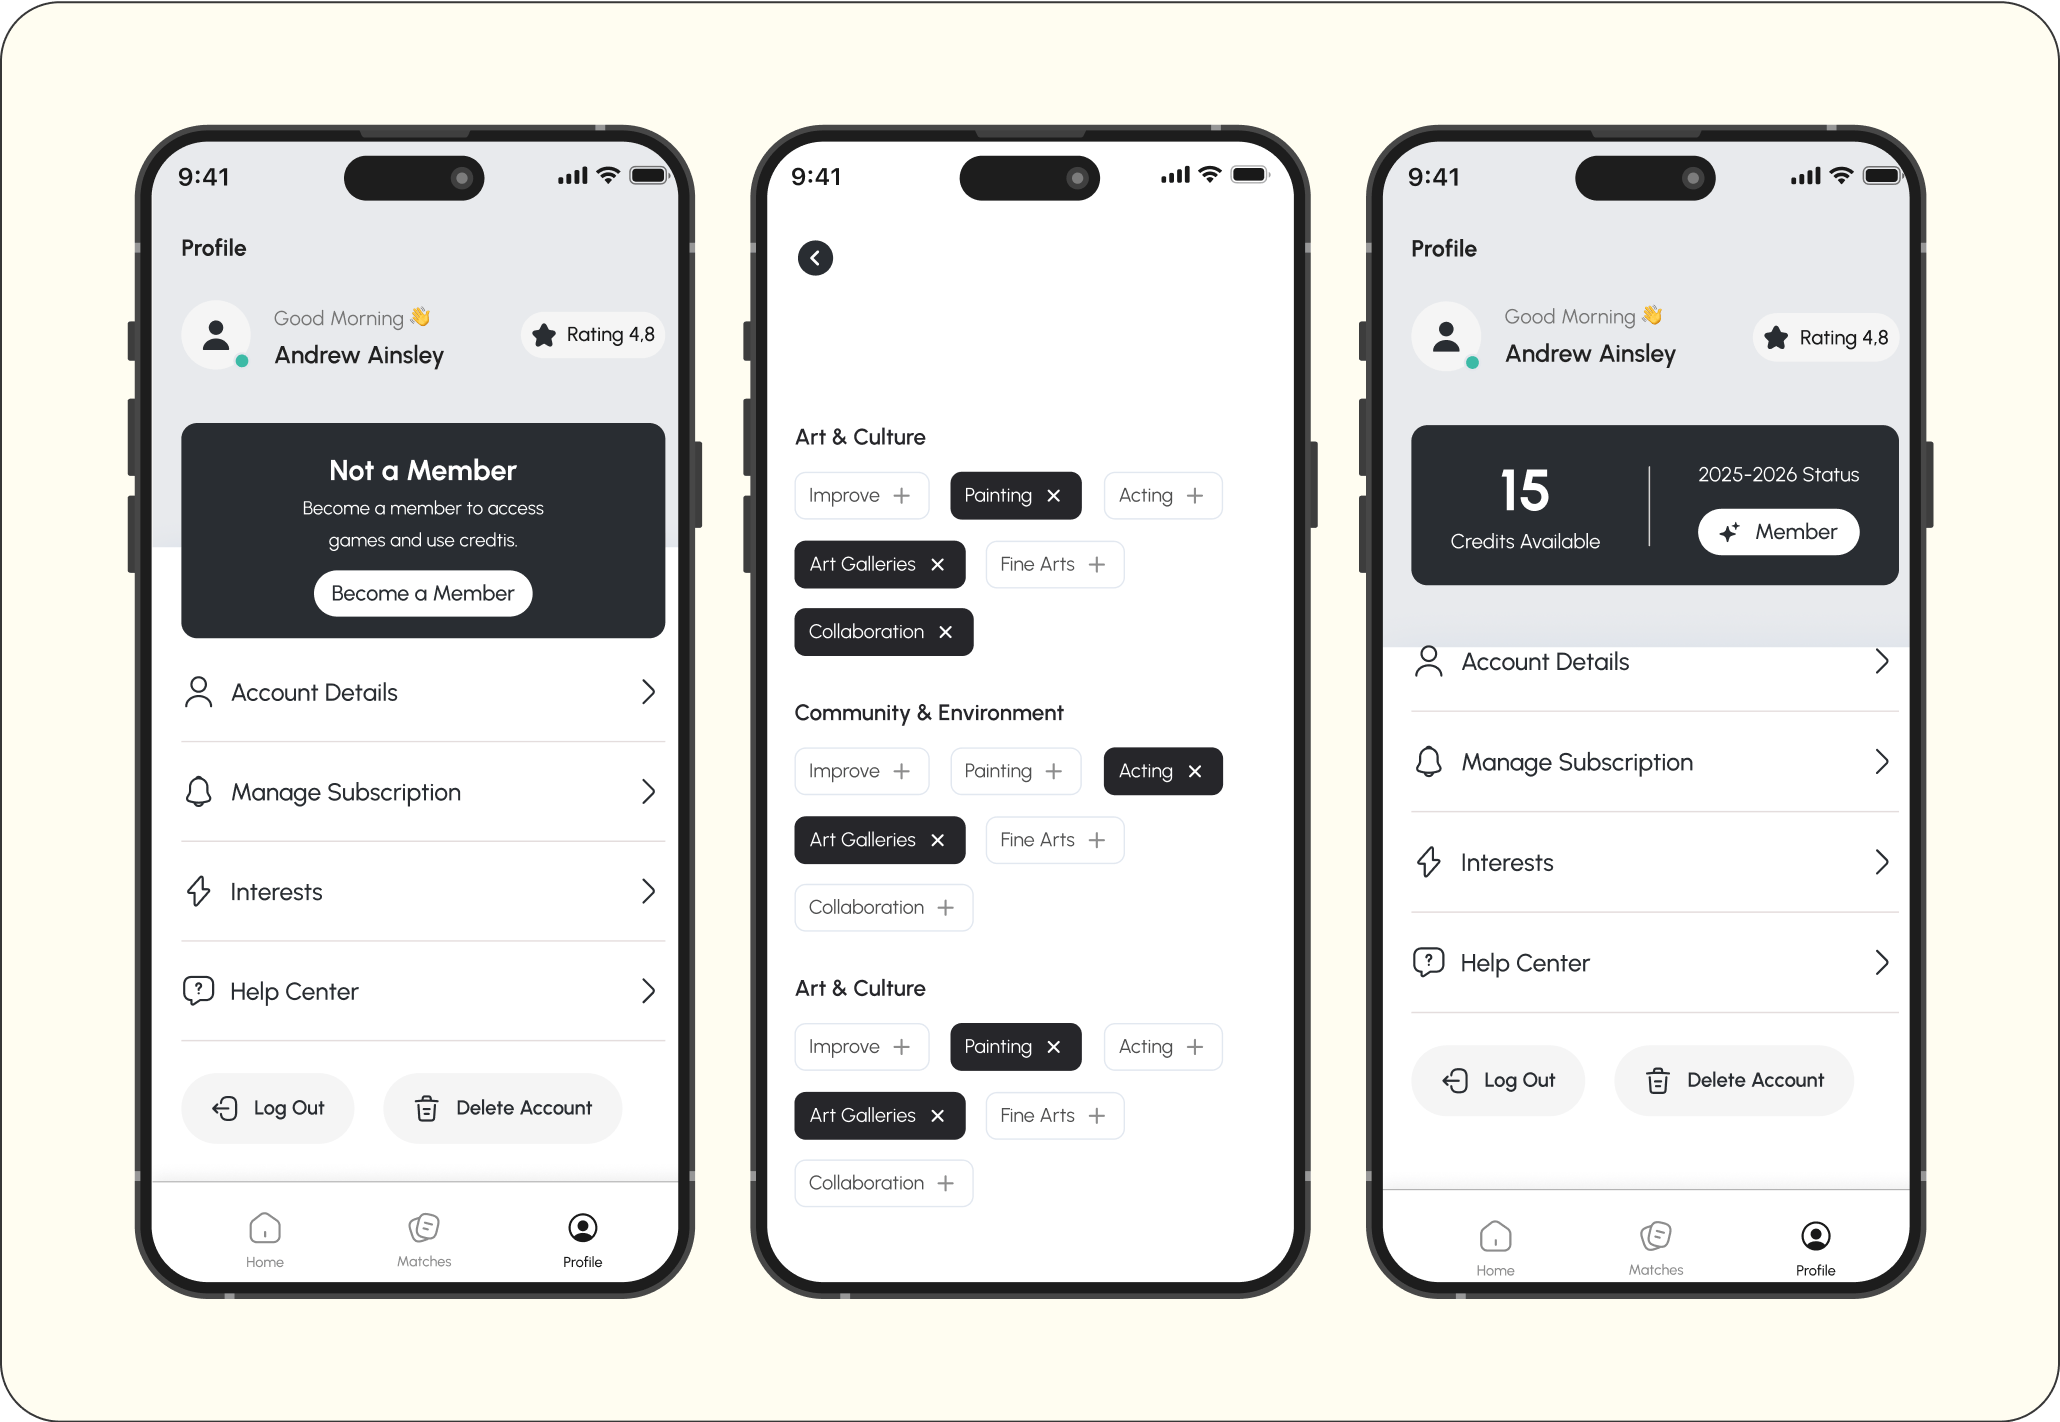 9:41
Profile
Good Morning 👋
Andrew Ainsley
Rating 4,8
Not a Member
Become a member to access
games and use credtis.
Become a Member
Account Details
Manage Subscription
Interests
Help Center
Log Out
Delete Account
Home
Matches
Profile
9:41
Art & Culture
Improve
Painting
Acting
Art Galleries
Fine Arts
Collaboration
Community & Environment
Improve
Painting
Acting
Art Galleries
Fine Arts
Collaboration
Art & Culture
Improve
Painting
Acting
Art Galleries
Fine Arts
Collaboration
9:41
Profile
Good Morning 👋
Andrew Ainsley
Rating 4,8
15
Credits Available
2025-2026 Status
Member
Account Details
Manage Subscription
Interests
Help Center
Log Out
Delete Account
Home
Matches
Profile